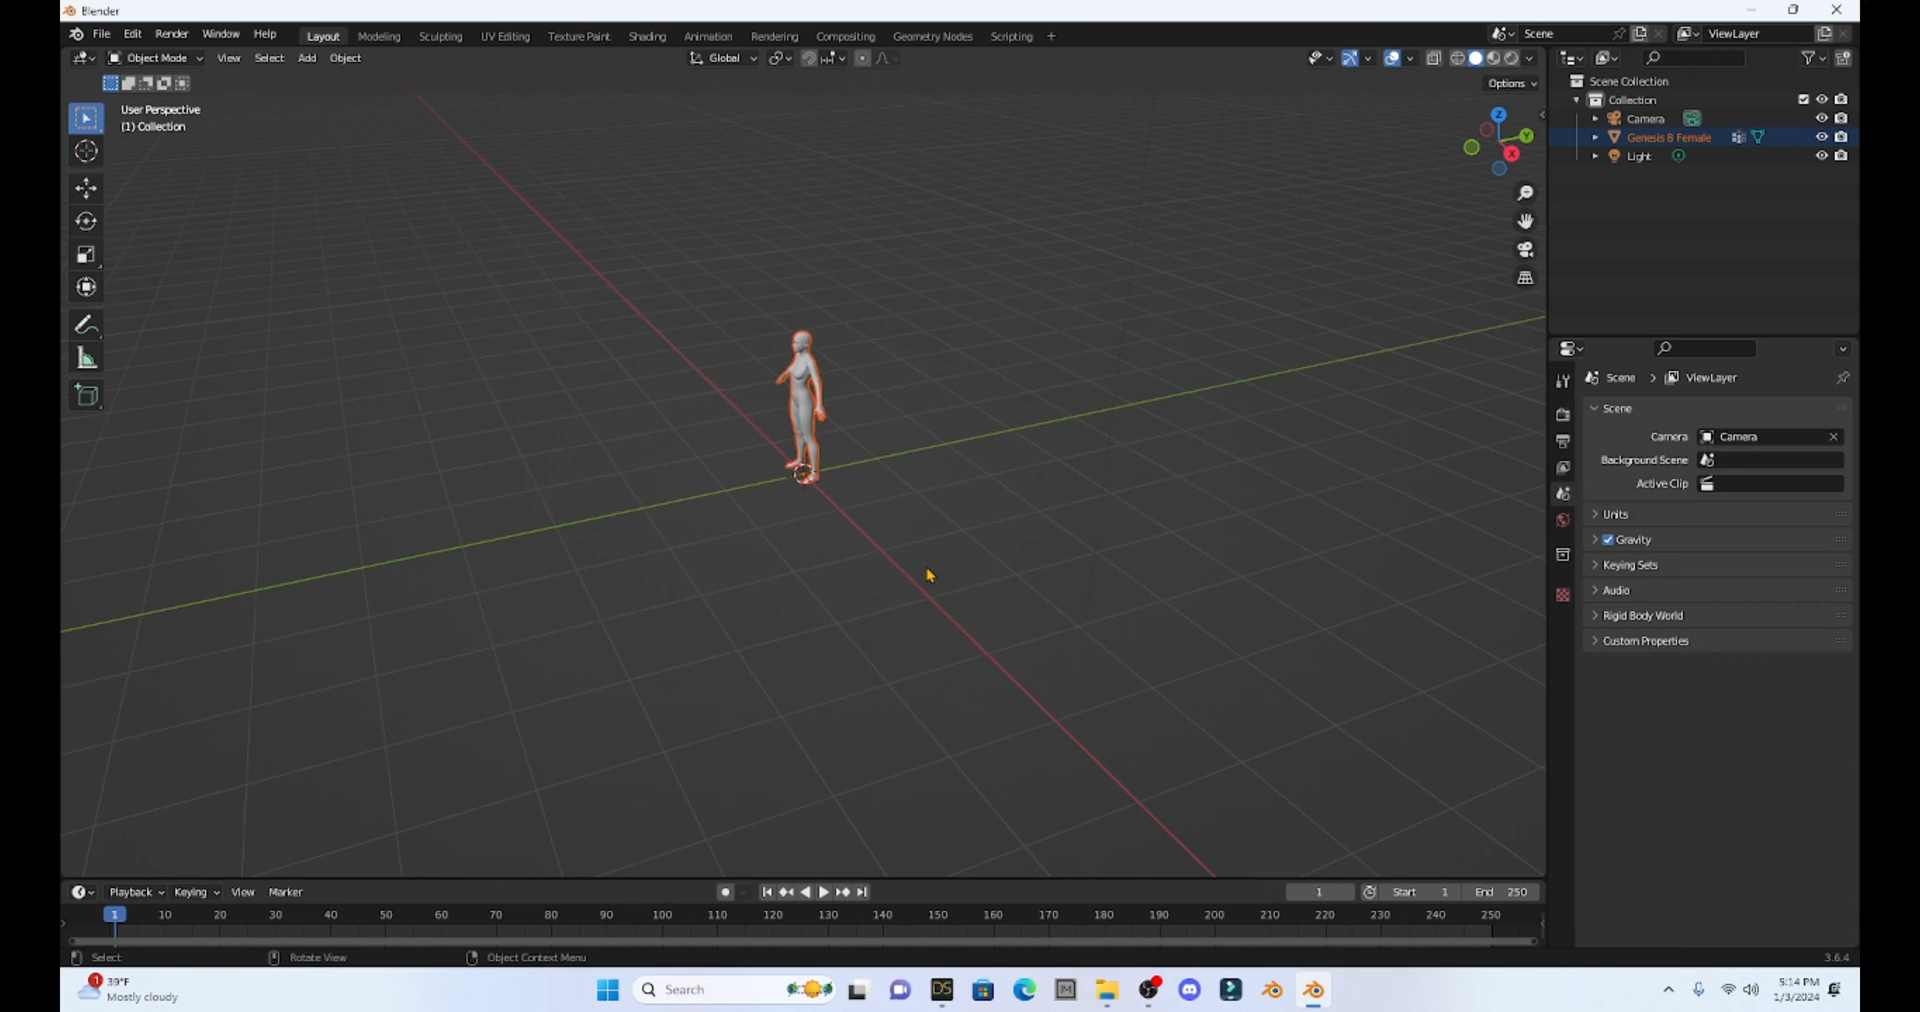 Blender
File Edit Render Window Help Layout Modeling Sculpting UV Editing Texture Paint Shading Animation Rendering Compositing Geometry Nodes Scripting + Scene ViewLayer
Object Mode View Select Add Object Global
Options
User Perspective
(1) Collection
Z
Y
X
Scene Collection
Collection
Camera
Genesis 8 Female
Light
Scene > ViewLayer
Scene
Camera Camera
Background Scene
Active Clip
Units
Gravity
Keying Sets
Audio
Rigid Body World
Custom Properties
Playback Keying View Marker 1 Start 1 End 250
1 10 20 30 40 50 60 70 80 90 100 110 120 130 140 150 160 170 180 190 200 210 220 230 240 250
Select Rotate View Object Context Menu 3.6.4
1
39°F
Mostly cloudy
Search
DS
M
5:14 PM
1/3/2024